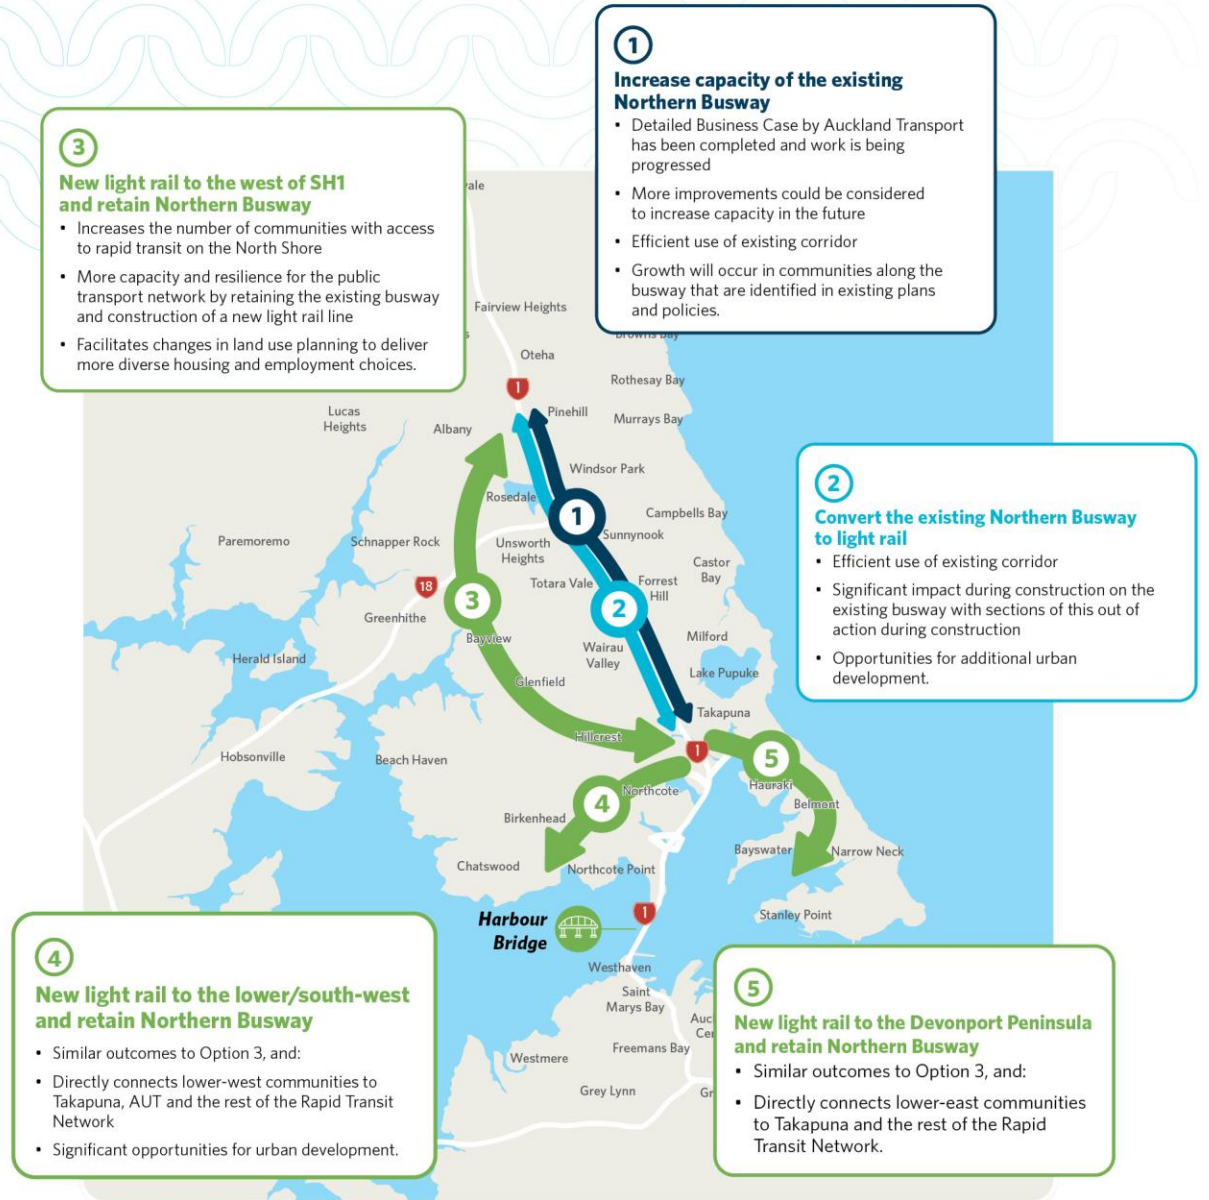 1
Increase capacity of the existing
Northern Busway
• Detailed Business Case by Auckland Transport
has been completed and work is being
progressed
• More improvements could be considered
to increase capacity in the future
• Efficient use of existing corridor
• Growth will occur in communities along the
busway that are identified in existing plans
and policies.
3
New light rail to the west of SH1
and retain Northern Busway
• Increases the number of communities with access
to rapid transit on the North Shore
• More capacity and resilience for the public
transport network by retaining the existing busway
and construction of a new light rail line
• Facilitates changes in land use planning to deliver
more diverse housing and employment choices.
2
Convert the existing Northern Busway
to light rail
• Efficient use of existing corridor
• Significant impact during construction on the
existing busway with sections of this out of
action during construction
• Opportunities for additional urban
development.
Fairview Heights
Browns Bay
Oteha
1
Rothesay Bay
Lucas
Heights
Pinehill
Murrays Bay
Albany
Windsor Park
Rosedale
1
Campbells Bay
Paremoremo
Schnapper Rock
Unsworth
Heights
Sunnynook
Castor
Bay
18
Totara Vale
Forrest
Hill
3
2
Greenhithe
Bayview
Milford
Wairau
Valley
Herald Island
Lake Pupuke
Glenfield
Takapuna
Hillcrest
1
5
Hobsonville
Beach Haven
Hauraki
Northcote
4
Belmont
Birkenhead
Bayswater
Narrow Neck
Chatswood
Northcote Point
Harbour
Bridge
1
Stanley Point
Westhaven
Saint
Marys Bay
Freemans Bay
Westmere
Grey Lynn
4
New light rail to the lower/south-west
and retain Northern Busway
• Similar outcomes to Option 3, and:
• Directly connects lower-west communities to
Takapuna, AUT and the rest of the Rapid Transit
Network
• Significant opportunities for urban development.
5
New light rail to the Devonport Peninsula
and retain Northern Busway
• Similar outcomes to Option 3, and:
• Directly connects lower-east communities
to Takapuna and the rest of the Rapid
Transit Network.